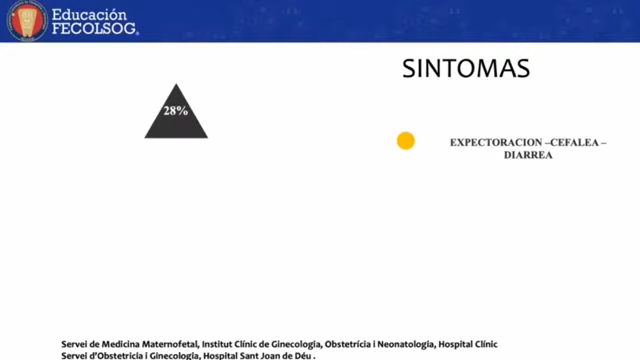 Educación
FECOLSOG
SINTOMAS
28%
EXPECTORACION –CEFALEA –
DIARREA
Servei de Medicina Maternofetal, Institut Clínic de Ginecologia, Obstetrícia i Neonatologia, Hospital Clínic
Servei d'Obstetricia i Ginecologia, Hospital Sant Joan de Déu .